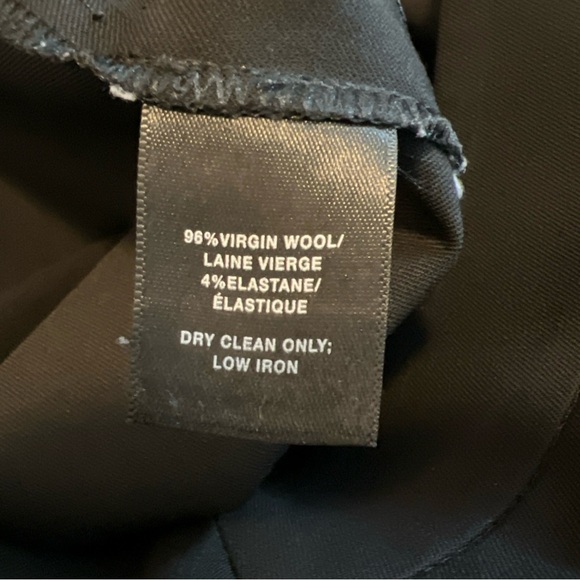 96%VIRGIN WOOL/
LAINE VIERGE
4%ELASTANE/
ÉLASTIQUE
DRY CLEAN ONLY;
LOW IRON